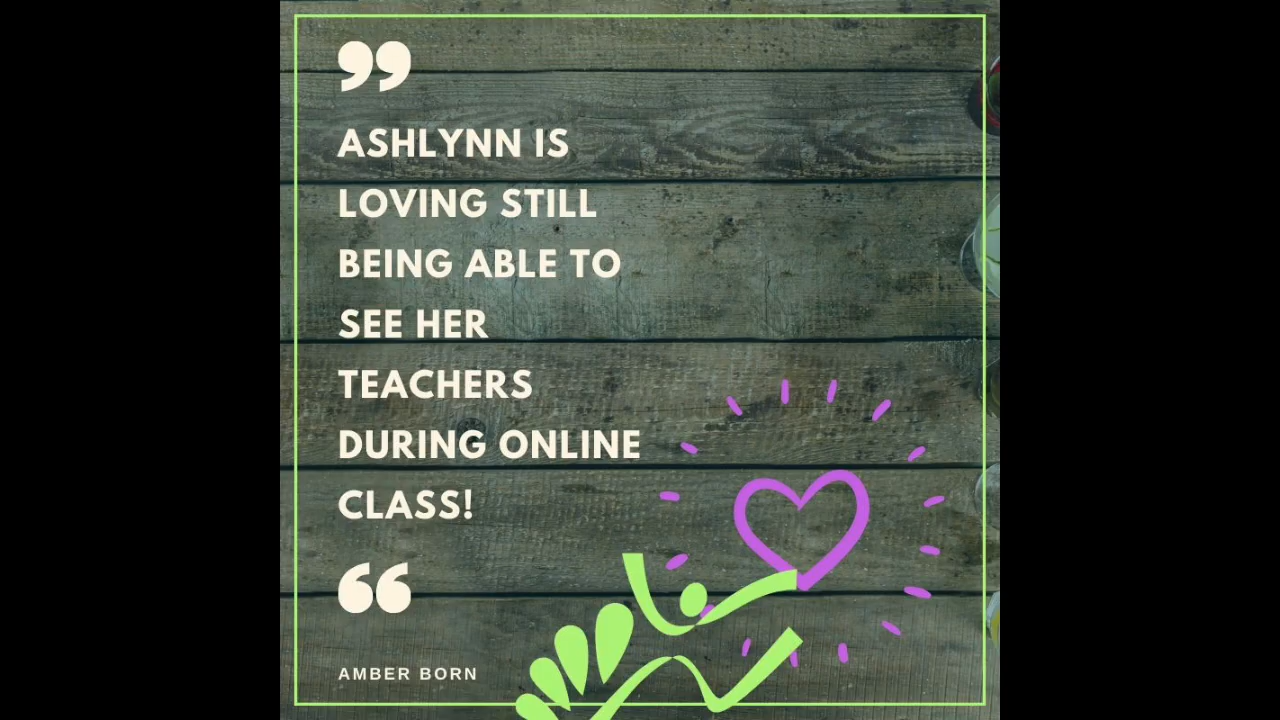 ”
ASHLYNN IS
LOVING STILL
BEING ABLE TO
SEE HER
TEACHERS
DURING ONLINE
CLASS!
“
AMBER BORN